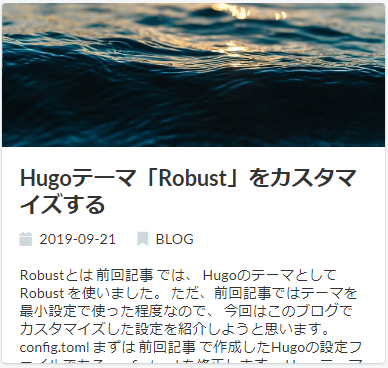 Hugoテーマ「Robust」をカスタマ
イズする
2019-09-21 BLOG
Robustとは 前回記事 では、 Hugoのテーマとして
Robust を使いました。 ただ、前回記事ではテーマを
最小設定で使った程度なので、 今回はこのブログで
カスタマイズした設定を紹介しようと思います。
config.toml まずは 前回記事 で作成したHugoの設定フ